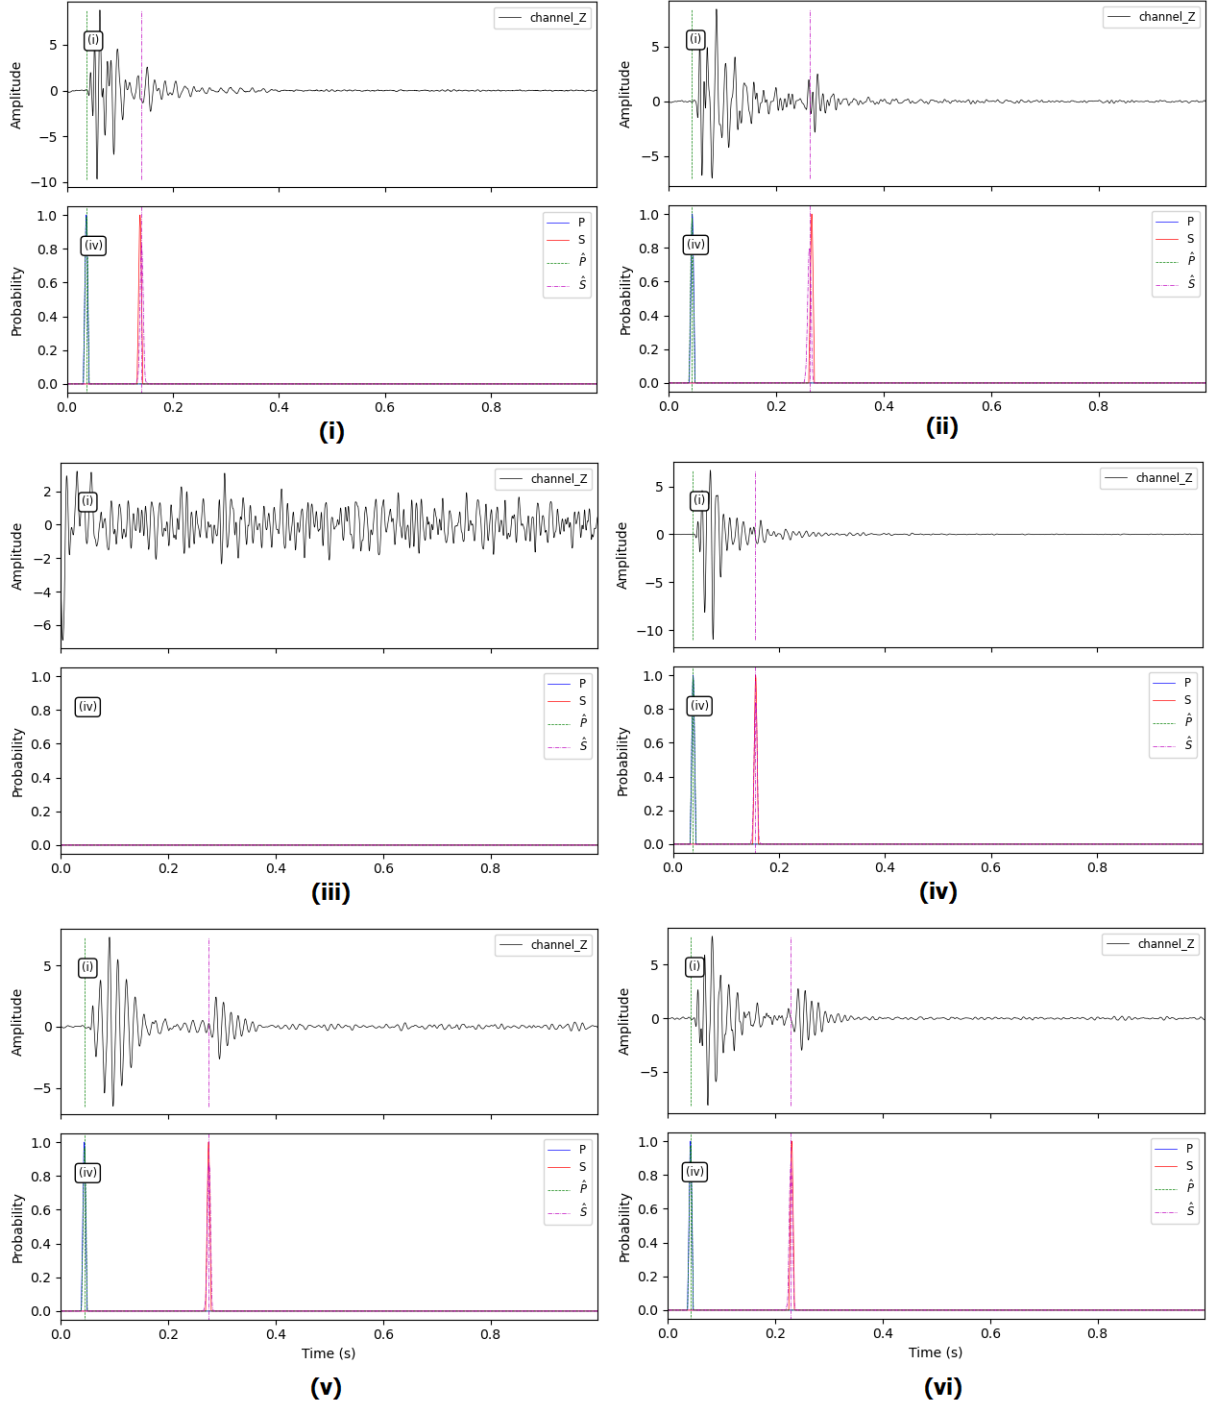 channel_Z
(i)
5
0
−5
−10
Amplitude
P
S
P̂
Ŝ
(iv)
1.0
0.8
0.6
0.4
0.2
0.0
Probability
0.0 0.2 0.4 0.6 0.8
(i)
channel_Z
(i)
5
0
−5
Amplitude
P
S
P̂
Ŝ
(iv)
1.0
0.8
0.6
0.4
0.2
0.0
Probability
0.0 0.2 0.4 0.6 0.8
(ii)
channel_Z
(i)
2
0
−2
−4
−6
Amplitude
P
S
P̂
Ŝ
(iv)
1.0
0.8
0.6
0.4
0.2
0.0
Probability
0.0 0.2 0.4 0.6 0.8
(iii)
channel_Z
(i)
5
0
−5
−10
Amplitude
P
S
P̂
Ŝ
(iv)
1.0
0.8
0.6
0.4
0.2
0.0
Probability
0.0 0.2 0.4 0.6 0.8
(iv)
channel_Z
(i)
5
0
−5
Amplitude
P
S
P̂
Ŝ
(iv)
1.0
0.8
0.6
0.4
0.2
0.0
Probability
0.0 0.2 0.4 0.6 0.8
Time (s)
(v)
channel_Z
(i)
5
0
−5
Amplitude
P
S
P̂
Ŝ
(iv)
1.0
0.8
0.6
0.4
0.2
0.0
Probability
0.0 0.2 0.4 0.6 0.8
Time (s)
(vi)